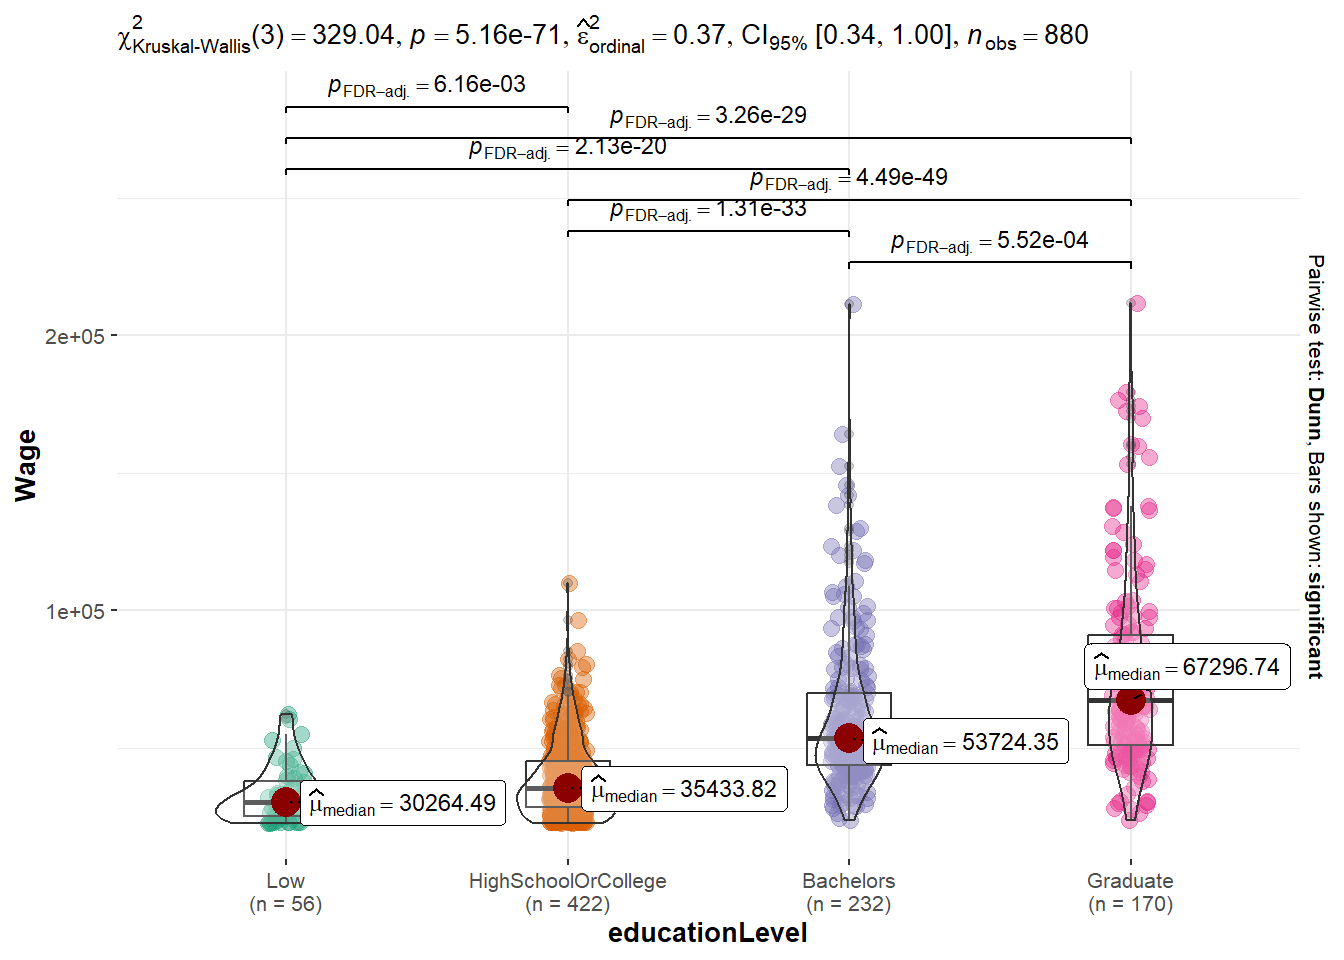 χ²Kruskal-Wallis(3) = 329.04, p = 5.16e-71, ε̂²ordinal = 0.37, CI95% [0.34, 1.00], nobs = 880
pFDR−adj. = 6.16e-03
pFDR−adj. = 3.26e-29
pFDR−adj. = 2.13e-20
pFDR−adj. = 4.49e-49
pFDR−adj. = 1.31e-33
pFDR−adj. = 5.52e-04
Wage
2e+05
1e+05
μ̂median = 30264.49
μ̂median = 35433.82
μ̂median = 53724.35
μ̂median = 67296.74
Low
(n = 56)
HighSchoolOrCollege
(n = 422)
Bachelors
(n = 232)
Graduate
(n = 170)
educationLevel
Pairwise test: Dunn, Bars shown: significant